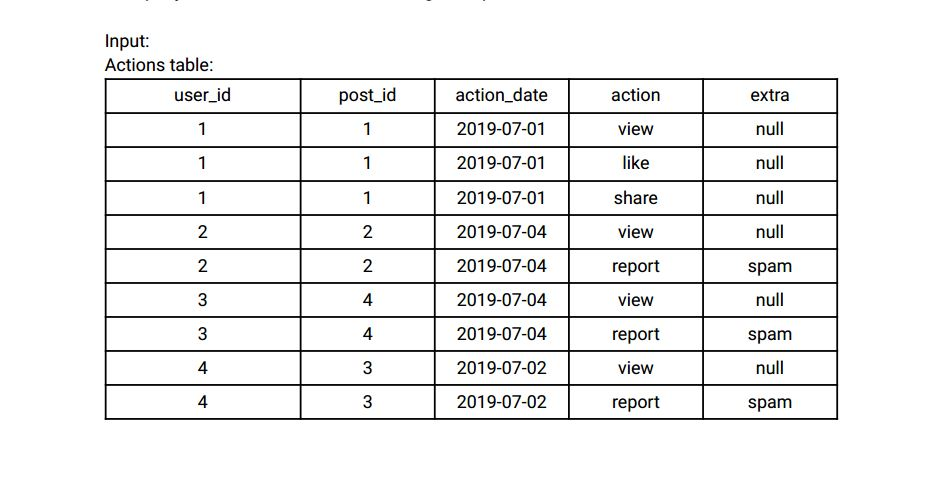 Input:
Actions table:
user_id post_id action_date action extra
1 1 2019-07-01 view null
1 1 2019-07-01 like null
1 1 2019-07-01 share null
2 2 2019-07-04 view null
2 2 2019-07-04 report spam
3 4 2019-07-04 view null
3 4 2019-07-04 report spam
4 3 2019-07-02 view null
4 3 2019-07-02 report spam